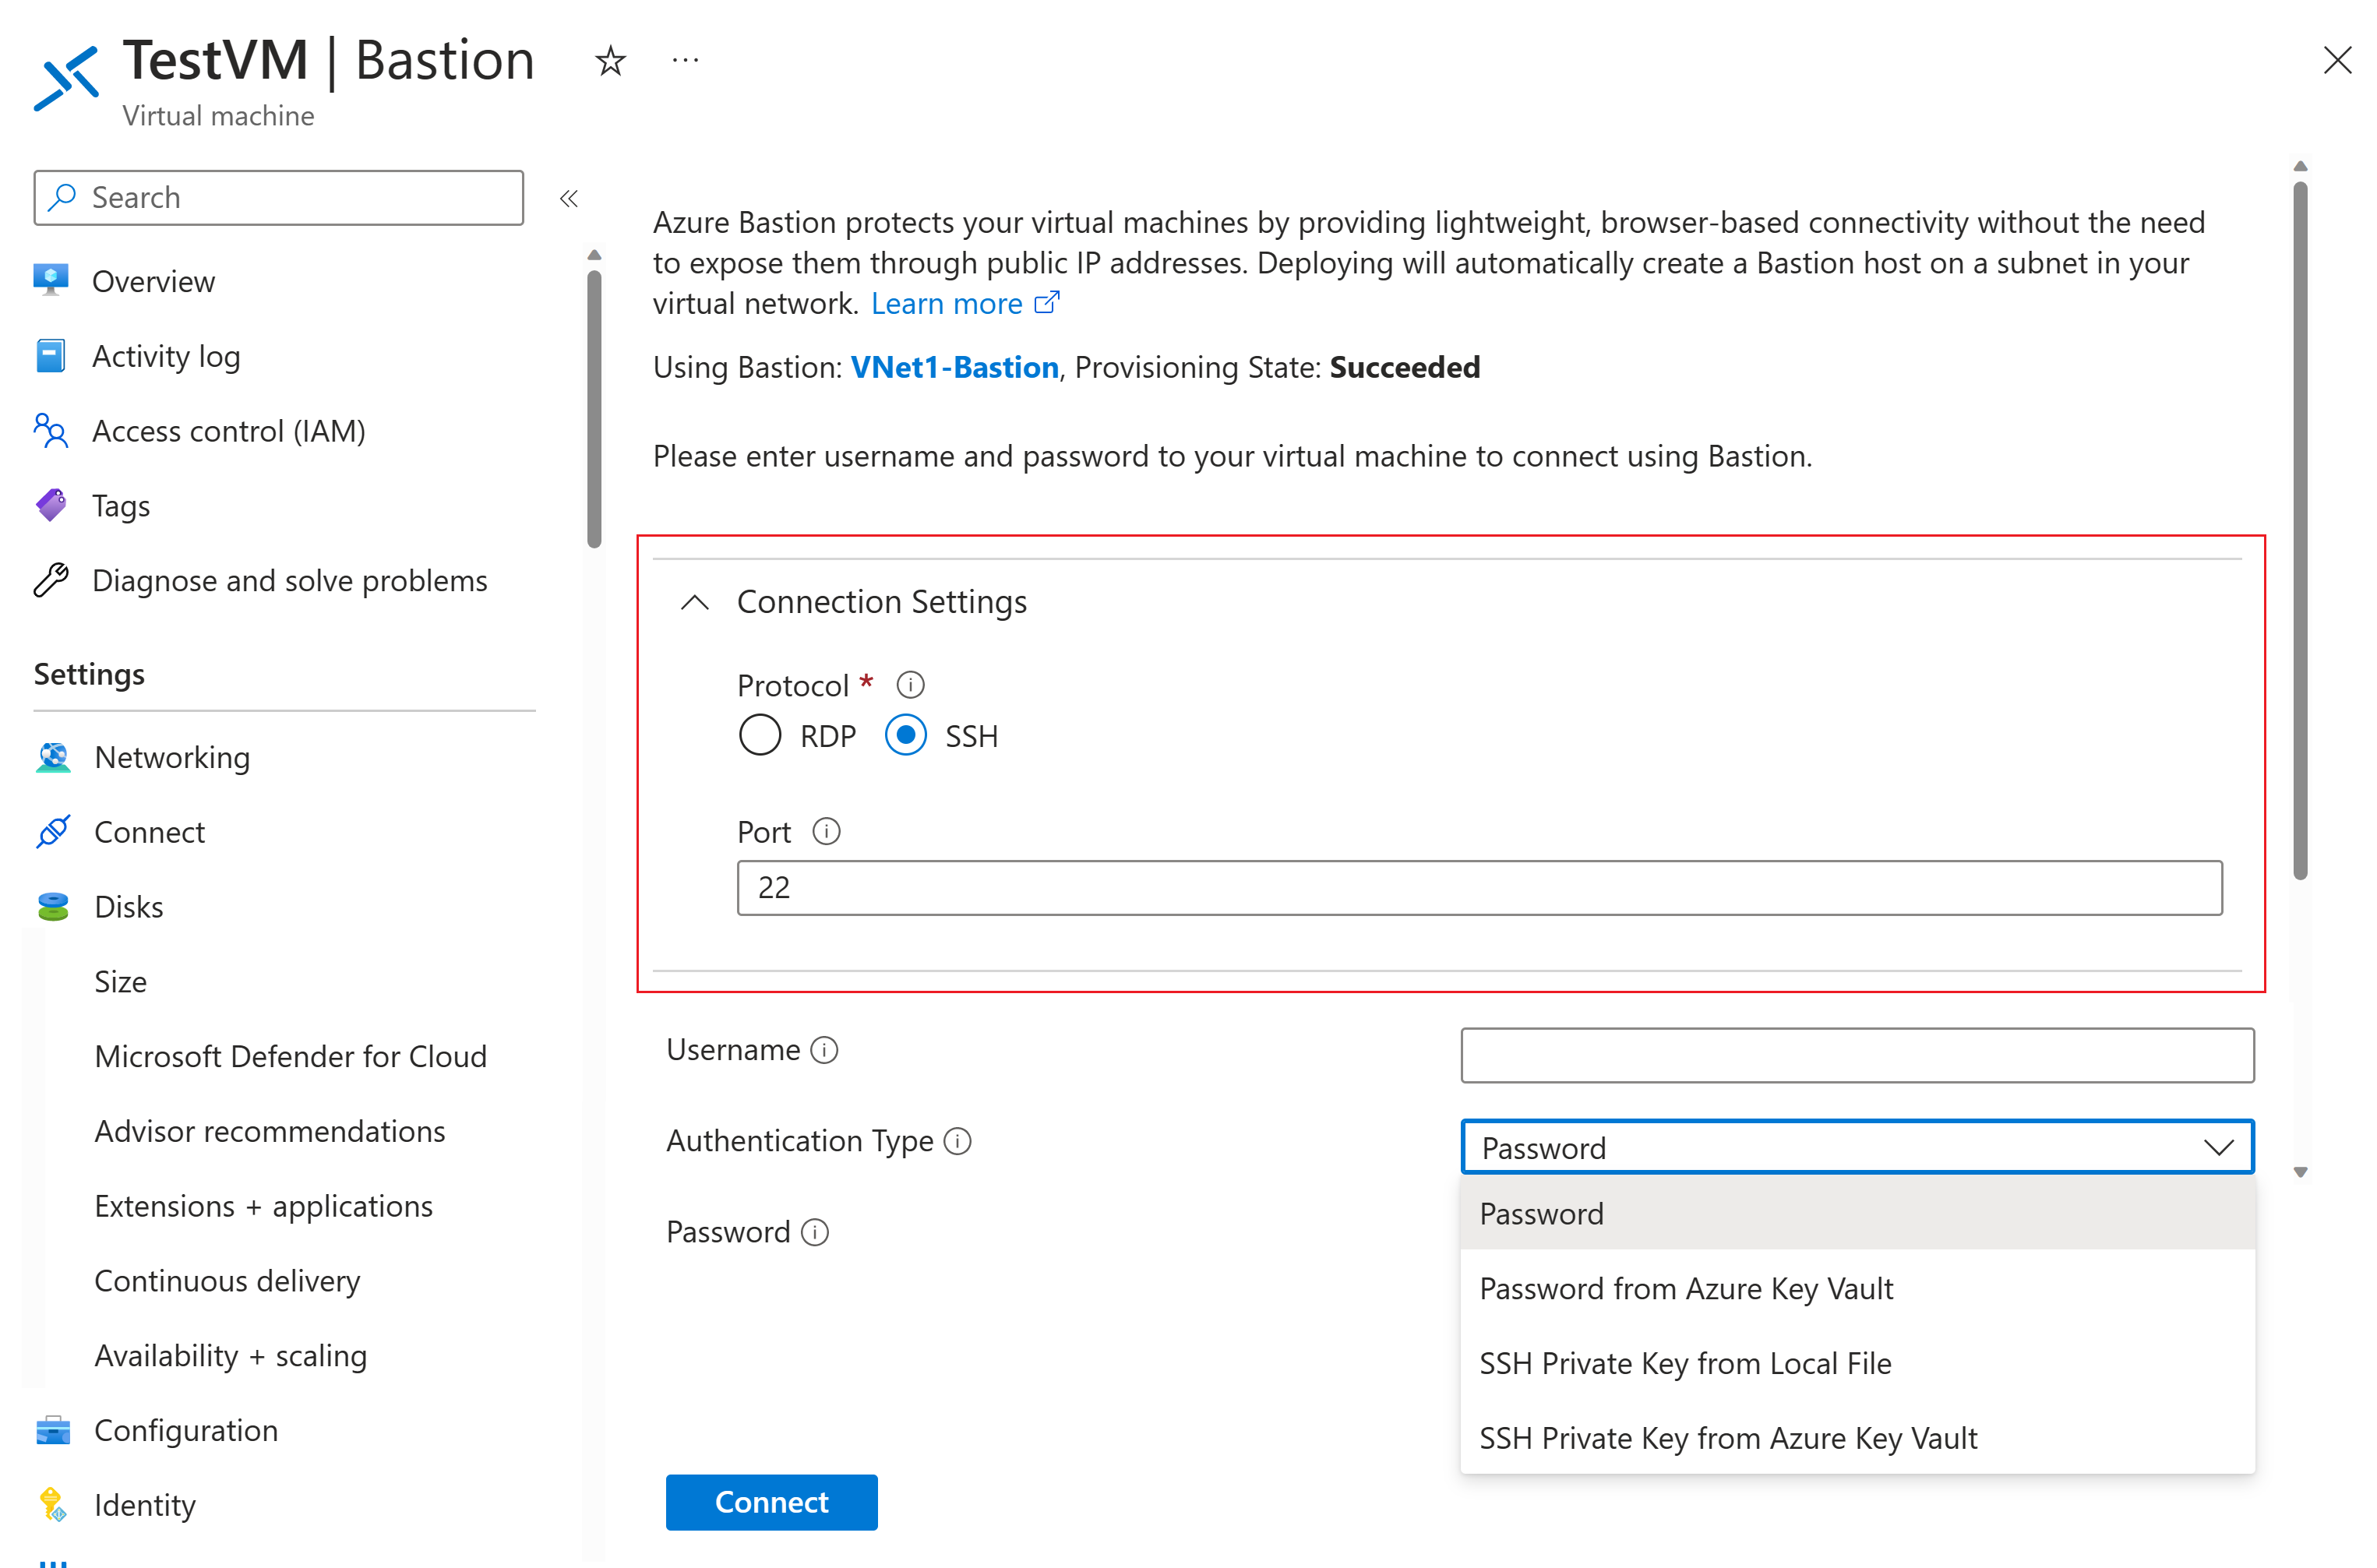 TestVM | Bastion
Virtual machine
Search
Overview
Activity log
Access control (IAM)
Tags
Diagnose and solve problems
Settings
Networking
Connect
Disks
Size
Microsoft Defender for Cloud
Advisor recommendations
Extensions + applications
Continuous delivery
Availability + scaling
Configuration
Identity
Azure Bastion protects your virtual machines by providing lightweight, browser-based connectivity without the need
to expose them through public IP addresses. Deploying will automatically create a Bastion host on a subnet in your
virtual network. Learn more
Using Bastion: VNet1-Bastion, Provisioning State: Succeeded
Please enter username and password to your virtual machine to connect using Bastion.
Connection Settings
Protocol *
RDP SSH
Port
22
Username
Authentication Type
Password
Password
Password
Password from Azure Key Vault
SSH Private Key from Local File
SSH Private Key from Azure Key Vault
Connect